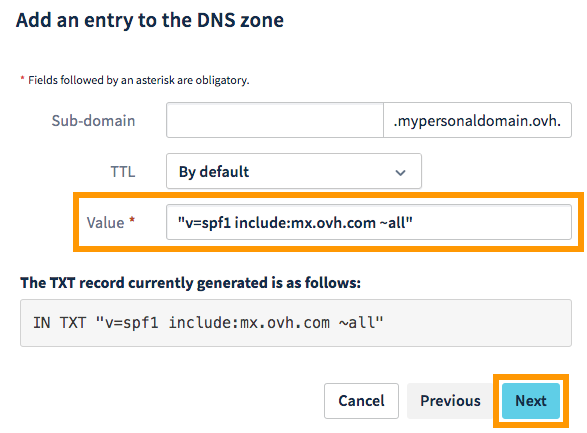 Add an entry to the DNS zone
* Fields followed by an asterisk are obligatory.
Sub-domain .mypersonaldomain.ovh.
TTL By default
Value * "v=spf1 include:mx.ovh.com ~all"
The TXT record currently generated is as follows:
IN TXT "v=spf1 include:mx.ovh.com ~all"
Cancel Previous Next